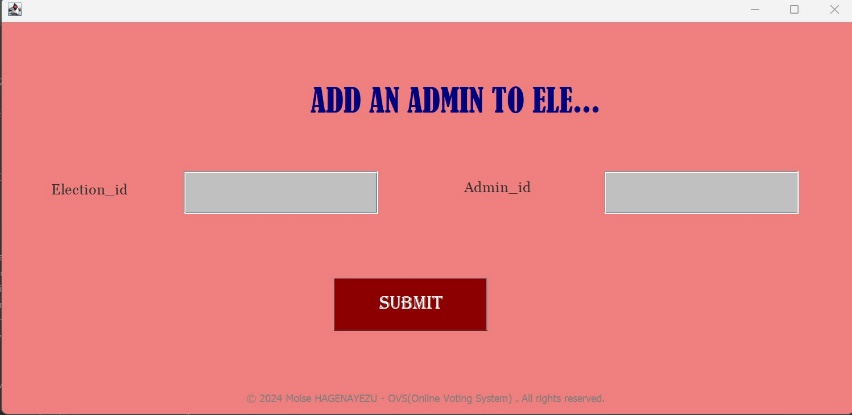 ADD AN ADMIN TO ELE...
Election_id
Admin_id
SUBMIT
© 2024 Moise HAGENAYEZU - OVS(Online Voting System) . All rights reserved.